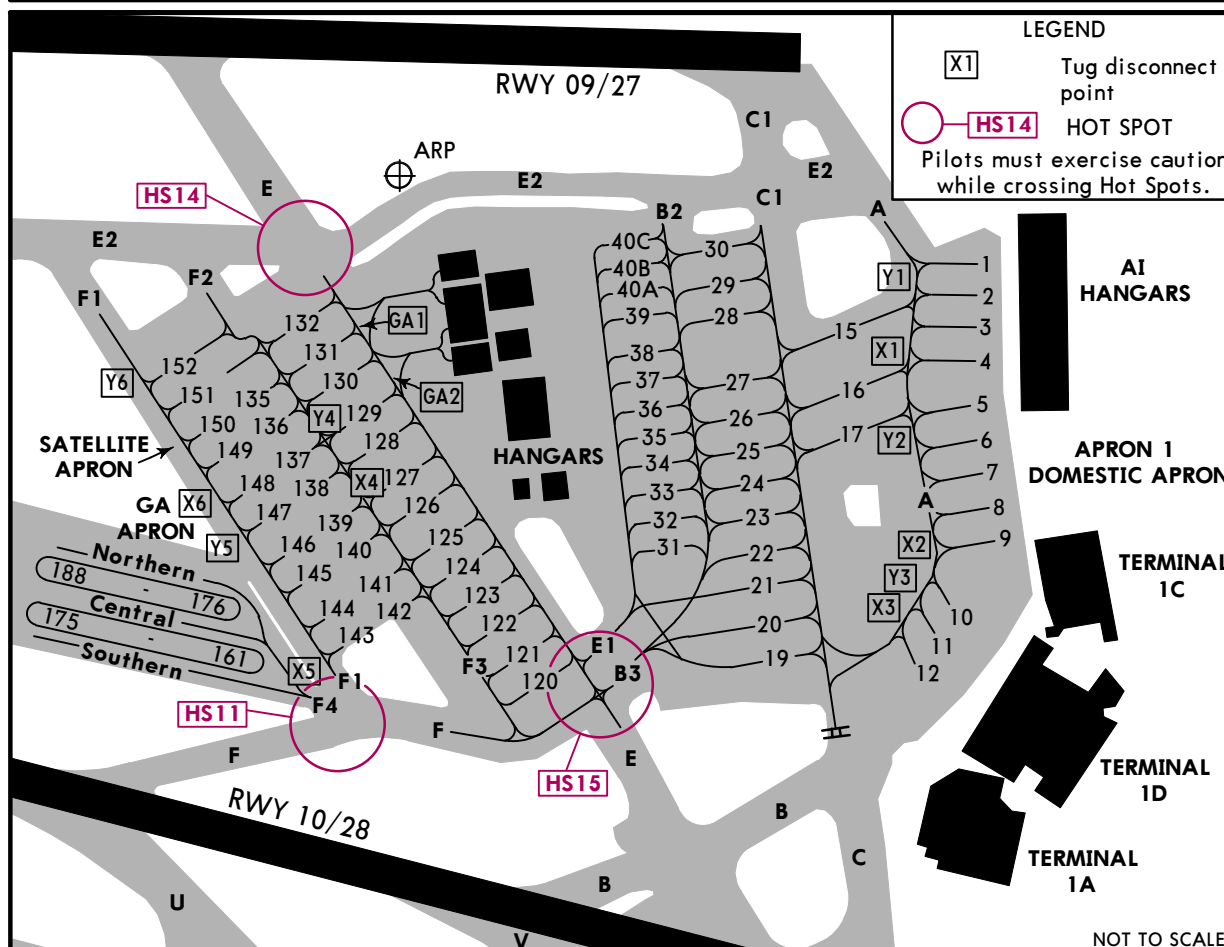 LEGEND
X1 Tug disconnect
point
HS14 HOT SPOT
Pilots must exercise caution
while crossing Hot Spots.
RWY 09/27
C1
ARP
E
E2
E2
HS14
C1
B2
A
E2
F2
F1
40C
30
40B
29
40A
28
39
38
37
27
36
26
35
25
34
24
33
23
32
22
31
21
20
19
Y1
1
2
3
15
X1
4
16
5
17
Y2
6
7
A
8
X2
9
Y3
X3
10
11
12
AI
HANGARS
APRON 1
DOMESTIC APRON
TERMINAL
1C
TERMINAL
1D
TERMINAL
1A
GA1
GA2
HANGARS
132
131
130
129
128
127
126
125
124
123
122
121
120
152
151
150
149
148
147
146
145
144
143
135
136
137
138
139
140
141
142
Y6
Y4
X4
SATELLITE
APRON
GA
APRON
X6
Y5
Northern
188 - 176
Central
175 - 161
Southern
X5
F1
F4
F3
E1
B3
HS11
HS15
F
F
E
B
C
B
RWY 10/28
U
V
NOT TO SCALE